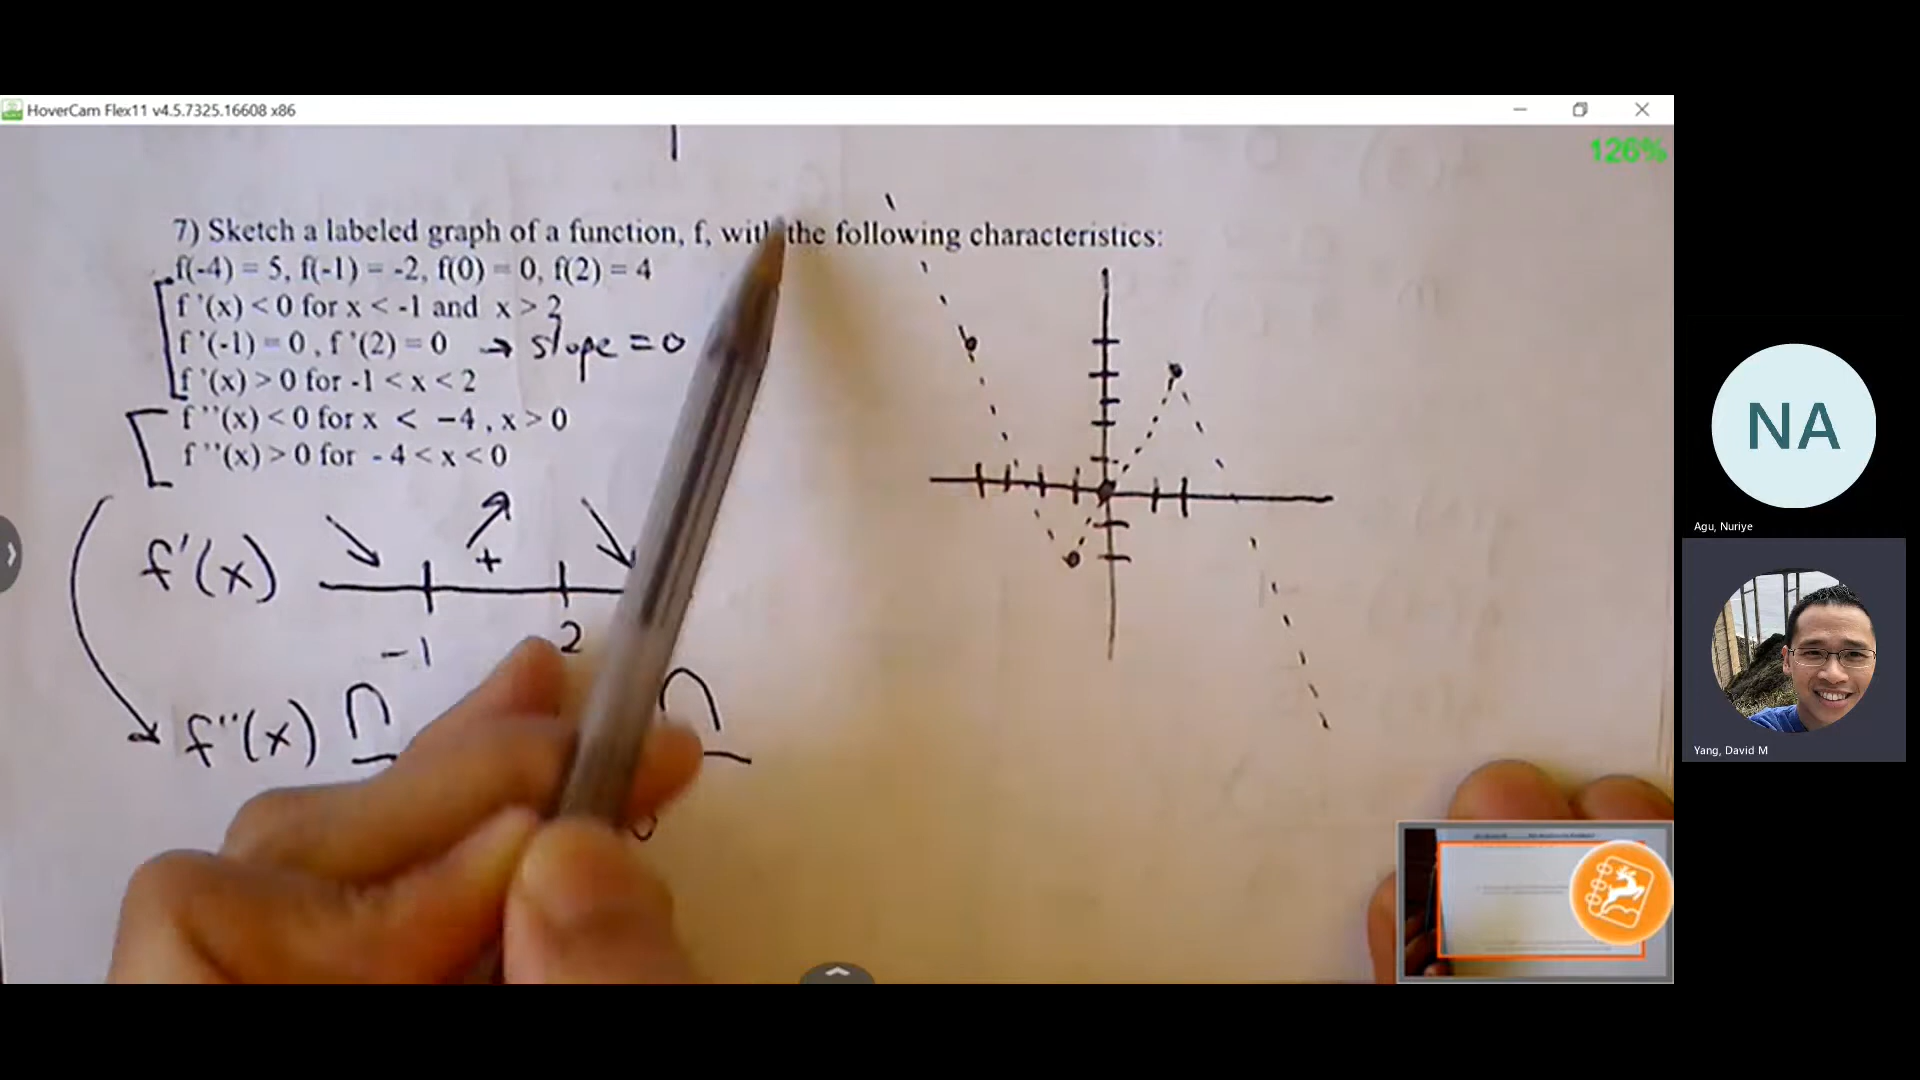 HoverCam Flex11 v4.5.7325.16608 x86
126%
7) Sketch a labeled graph of a function, f, with the following characteristics:
f(-4) = 5, f(-1) = -2, f(0) = 0, f(2) = 4
f '(x) < 0 for x < -1 and x > 2
f '(-1) = 0 , f '(2) = 0 → slope = 0
f '(x) > 0 for -1 < x < 2
f ''(x) < 0 for x < −4 , x > 0
f ''(x) > 0 for - 4 < x < 0
f'(x) +
-1 2
f''(x)
0
NA
Agu, Nuriye
Yang, David M